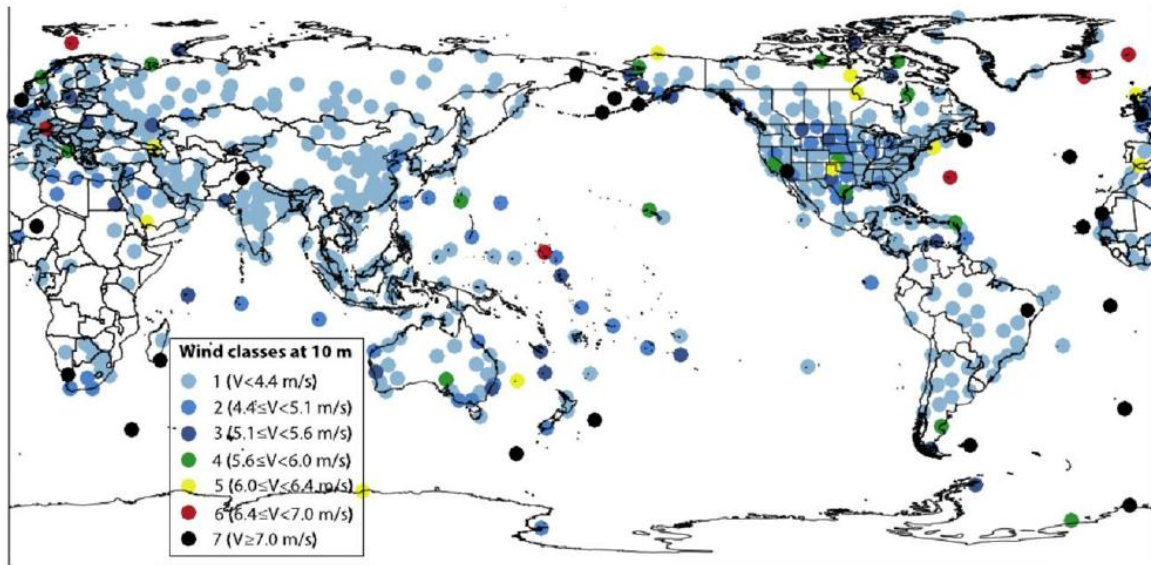 Wind classes at 10 m
1 (V<4.4 m/s)
2 (4.4≤V<5.1 m/s)
3 (5.1≤V<5.6 m/s)
4 (5.6≤V<6.0 m/s)
5 (6.0≤V<6.4 m/s)
6 (6.4≤V<7.0 m/s)
7 (V≥7.0 m/s)